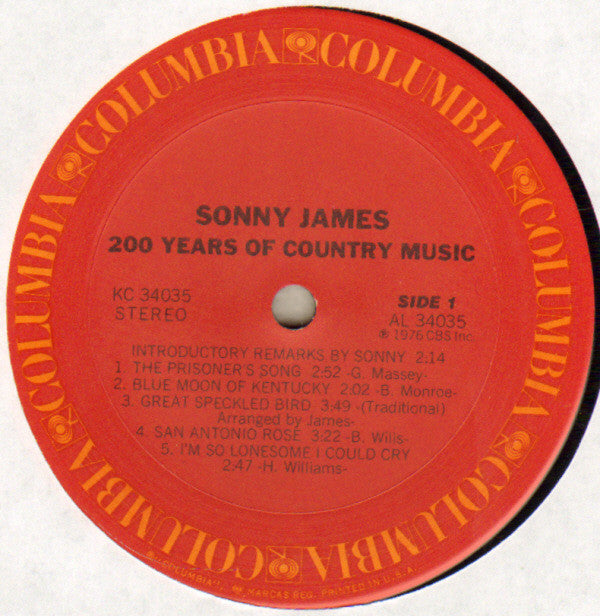 COLUMBIA COLUMBIA COLUMBIA COLUMBIA COLUMBIA COLUMBIA
SONNY JAMES
200 YEARS OF COUNTRY MUSIC
KC 34035
STEREO
SIDE 1
AL 34035
℗ 1976 CBS Inc.
INTRODUCTORY REMARKS BY SONNY 2:14
1. THE PRISONER'S SONG 2:52 -G. Massey-
2. BLUE MOON OF KENTUCKY 2:02 -B. Monroe-
3. GREAT SPECKLED BIRD 3:49 -(Traditional)
Arranged by James-
4. SAN ANTONIO ROSE 3:22 -B. Wills-
5. I'M SO LONESOME I COULD CRY
2:47 -H. Williams-
MARCAS REG. PRINTED IN U.S.A.